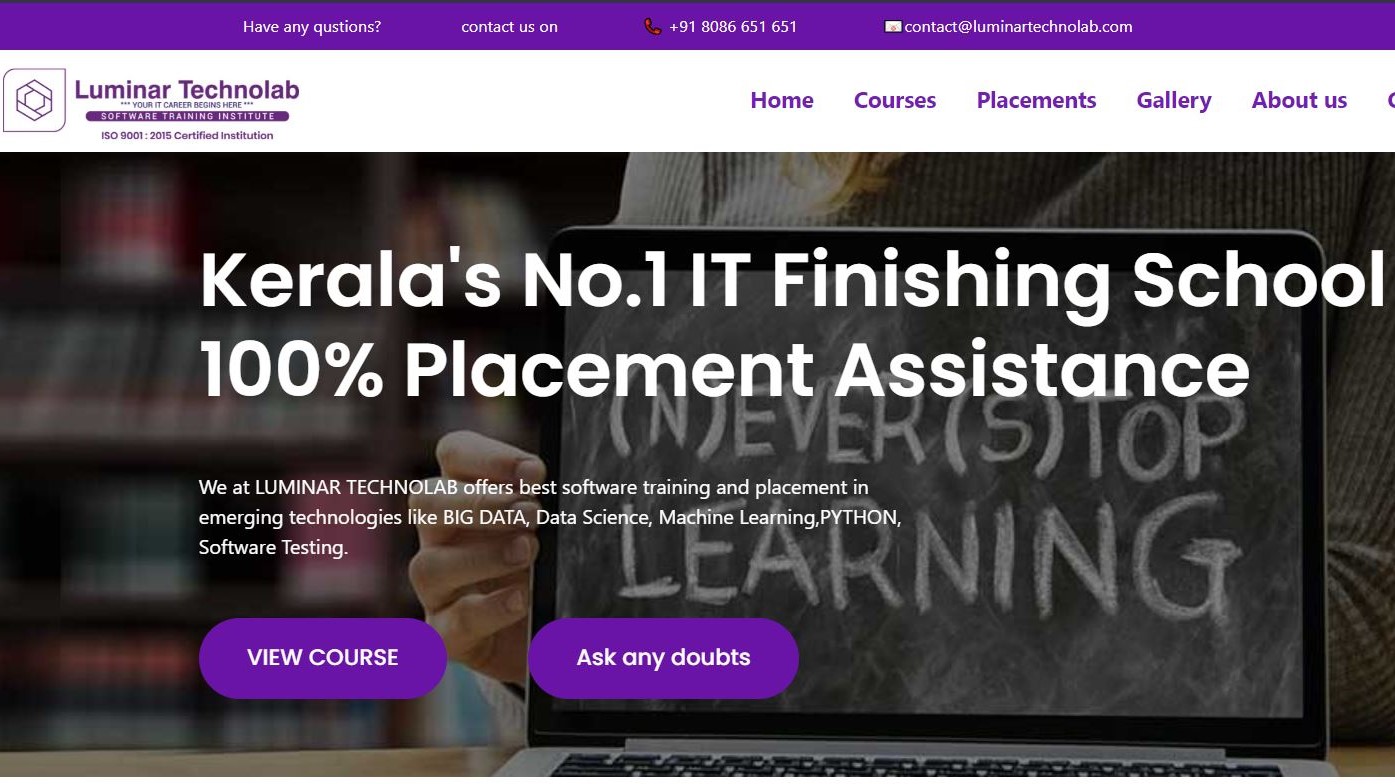 Have any qustions? contact us on +91 8086 651 651 contact@luminartechnolab.com
Luminar Technolab
*** YOUR IT CAREER BEGINS HERE ***
SOFTWARE TRAINING INSTITUTE
ISO 9001 : 2015 Certified Institution
Home Courses Placements Gallery About us
Kerala's No.1 IT Finishing School
100% Placement Assistance
(N)EVER (S)TOP
LEARNING
We at LUMINAR TECHNOLAB offers best software training and placement in
emerging technologies like BIG DATA, Data Science, Machine Learning,PYTHON,
Software Testing.
VIEW COURSE Ask any doubts